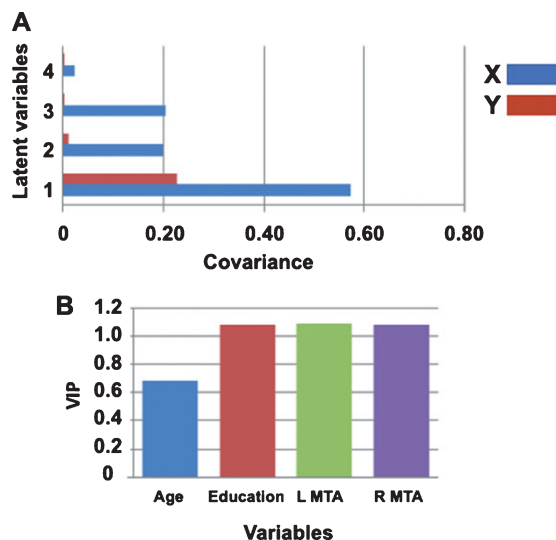 A
Latent variables
4
3
2
1
0 0.20 0.40 0.60 0.80
Covariance
X
Y
B
VIP
1.2
1.0
0.8
0.6
0.4
0.2
0
Age Education L MTA R MTA
Variables